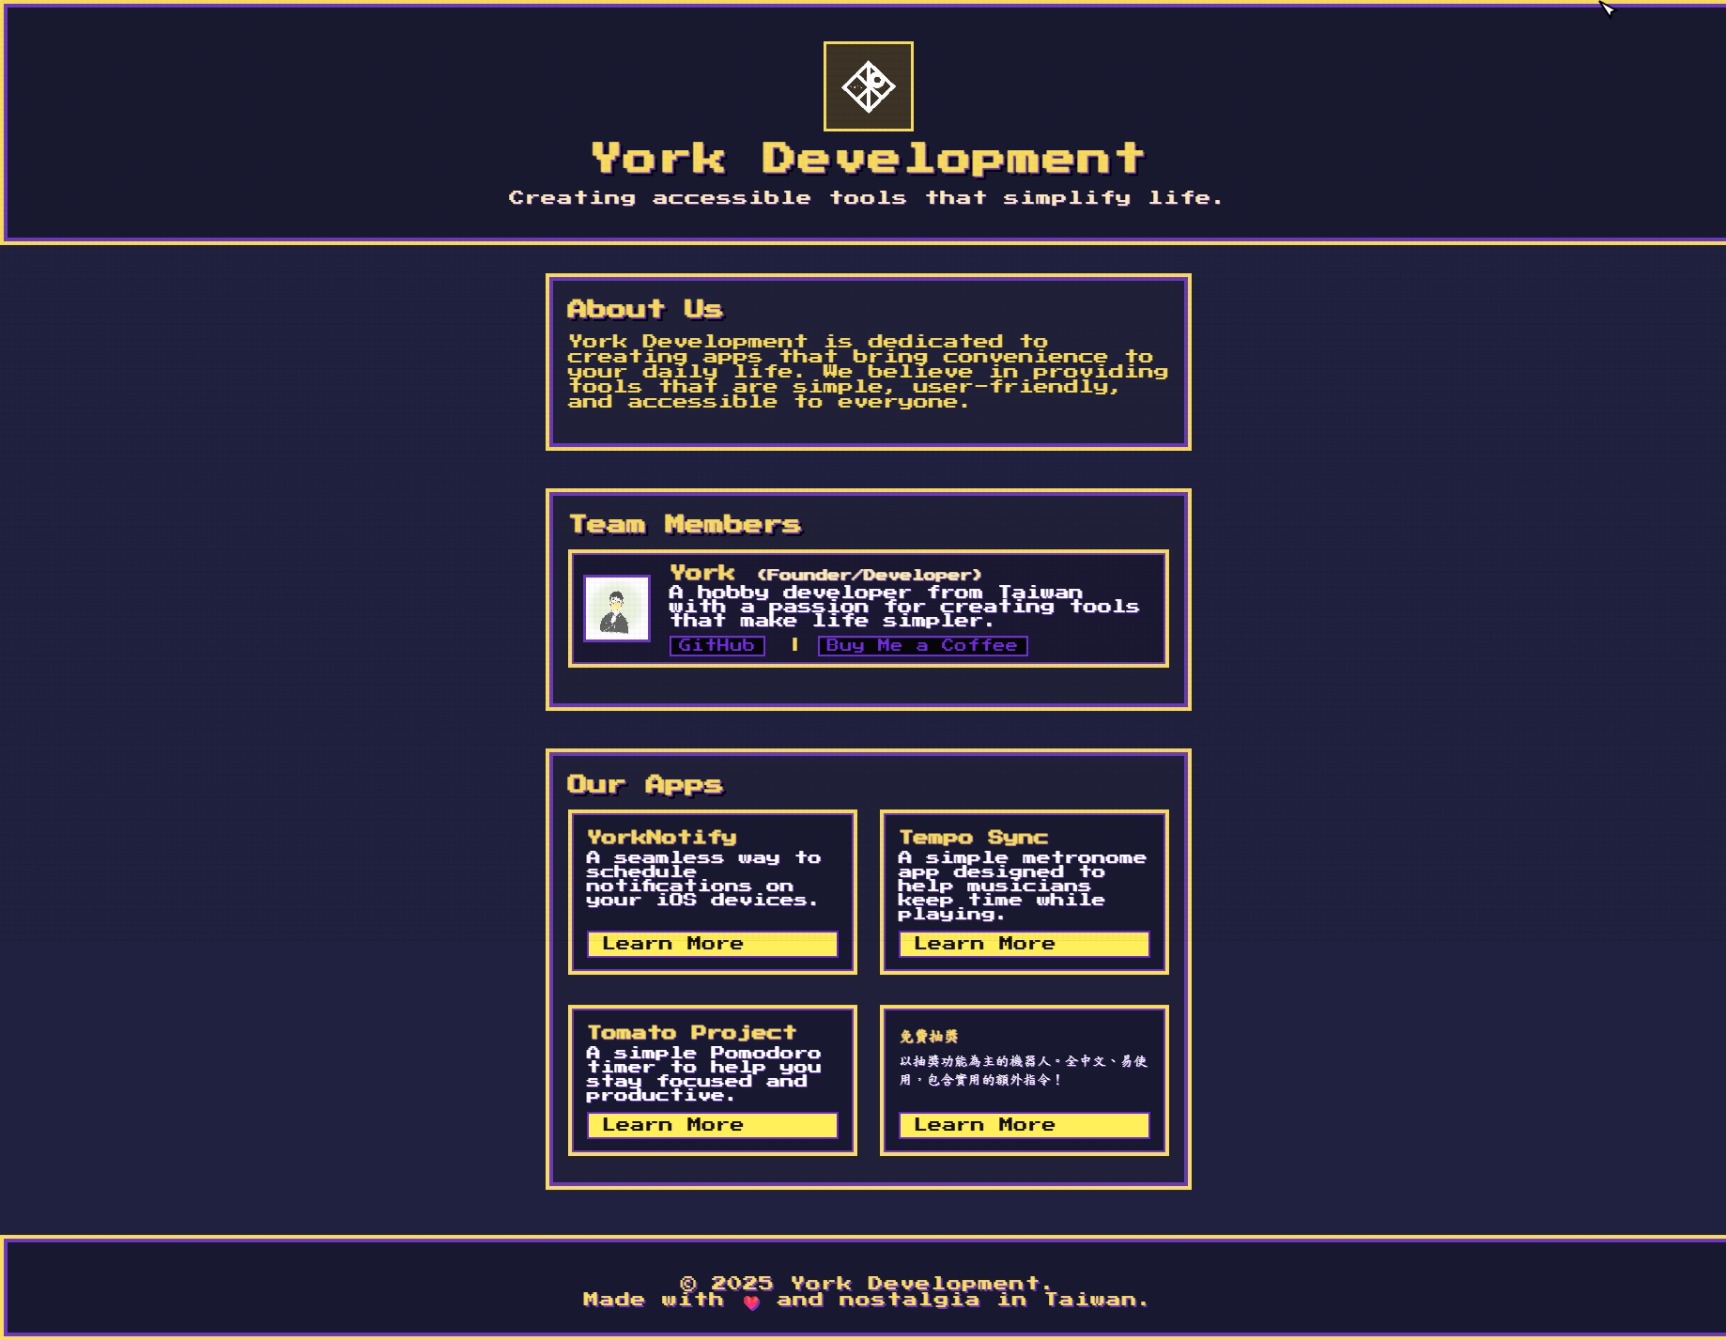 York Development
Creating accessible tools that simplify life.
About Us
York Development is dedicated to
creating apps that bring convenience to
your daily life. We believe in providing
tools that are simple, user-friendly,
and accessible to everyone.
Team Members
York (Founder/Developer)
A hobby developer from Taiwan
with a passion for creating tools
that make life simpler.
GitHub | Buy Me a Coffee
Our Apps
YorkNotify
A seamless way to
schedule
notifications on
your iOS devices.
Learn More
Tempo Sync
A simple metronome
app designed to
help musicians
keep time while
playing.
Learn More
Tomato Project
A simple Pomodoro
timer to help you
stay focused and
productive.
Learn More
免費抽獎
以抽獎功能為主的機器人。全中文、易使
用，包含實用的額外指令！
Learn More
© 2025 York Development.
Made with ❤️ and nostalgia in Taiwan.